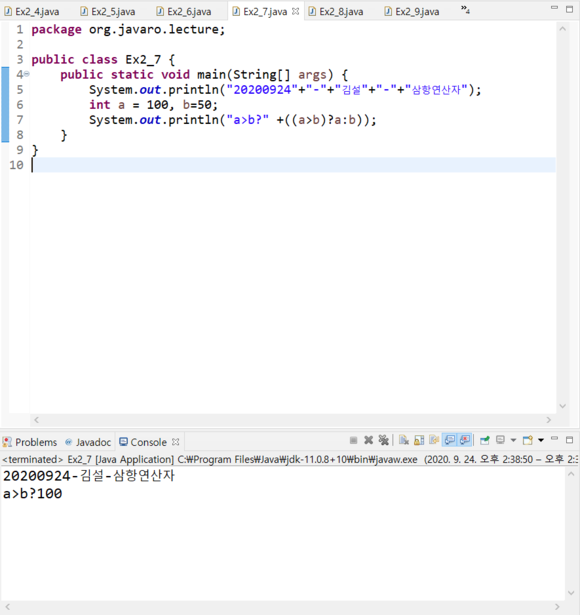 Ex2_4.java Ex2_5.java Ex2_6.java Ex2_7.java Ex2_8.java Ex2_9.java »4
1 package org.javaro.lecture;
2
3 public class Ex2_7 {
4 public static void main(String[] args) {
5 System.out.println("20200924"+"-"+"김설"+"-"+"삼항연산자");
6 int a = 100, b=50;
7 System.out.println("a>b?" +((a>b)?a:b));
8 }
9 }
10
Problems Javadoc Console
<terminated> Ex2_7 [Java Application] C:₩Program Files₩Java₩jdk-11.0.8+10₩bin₩javaw.exe (2020. 9. 24. 오후 2:38:50 – 오후 2:3
20200924-김설-삼항연산자
a>b?100